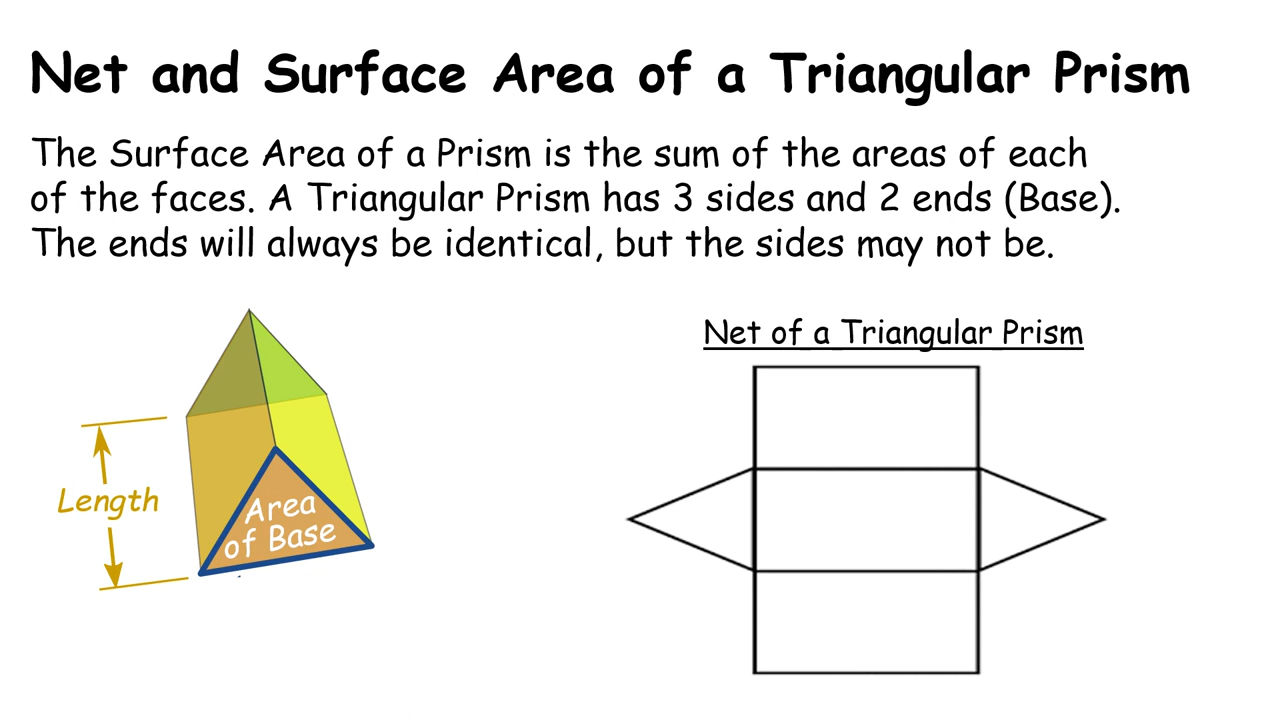 Net and Surface Area of a Triangular Prism
The Surface Area of a Prism is the sum of the areas of each
of the faces. A Triangular Prism has 3 sides and 2 ends (Base).
The ends will always be identical, but the sides may not be.
Net of a Triangular Prism
Length
Area
of Base